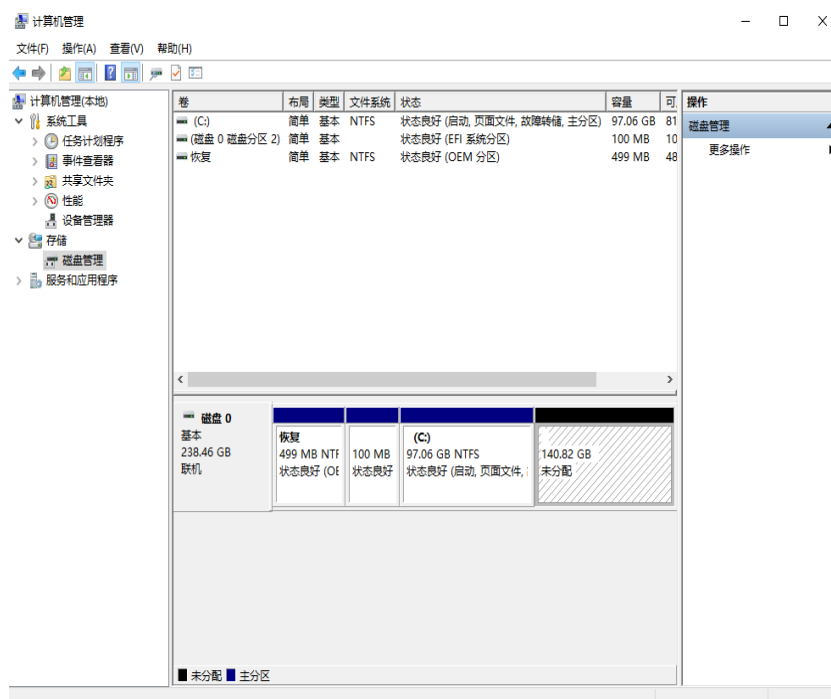 计算机管理
文件(F) 操作(A) 查看(V) 帮助(H)
计算机管理(本地)
系统工具
任务计划程序
事件查看器
共享文件夹
性能
设备管理器
存储
磁盘管理
服务和应用程序
卷 布局 类型 文件系统 状态 容量 可
(C:) 简单 基本 NTFS 状态良好 (启动, 页面文件, 故障转储, 主分区) 97.06 GB 81
(磁盘 0 磁盘分区 2) 简单 基本 状态良好 (EFI 系统分区) 100 MB 10
恢复 简单 基本 NTFS 状态良好 (OEM 分区) 499 MB 48
操作
磁盘管理
更多操作
磁盘 0
基本
238.46 GB
联机
恢复
499 MB NTF
状态良好 (OE
100 MB
状态良好
(C:)
97.06 GB NTFS
状态良好 (启动, 页面文件,
140.82 GB
未分配
未分配 主分区